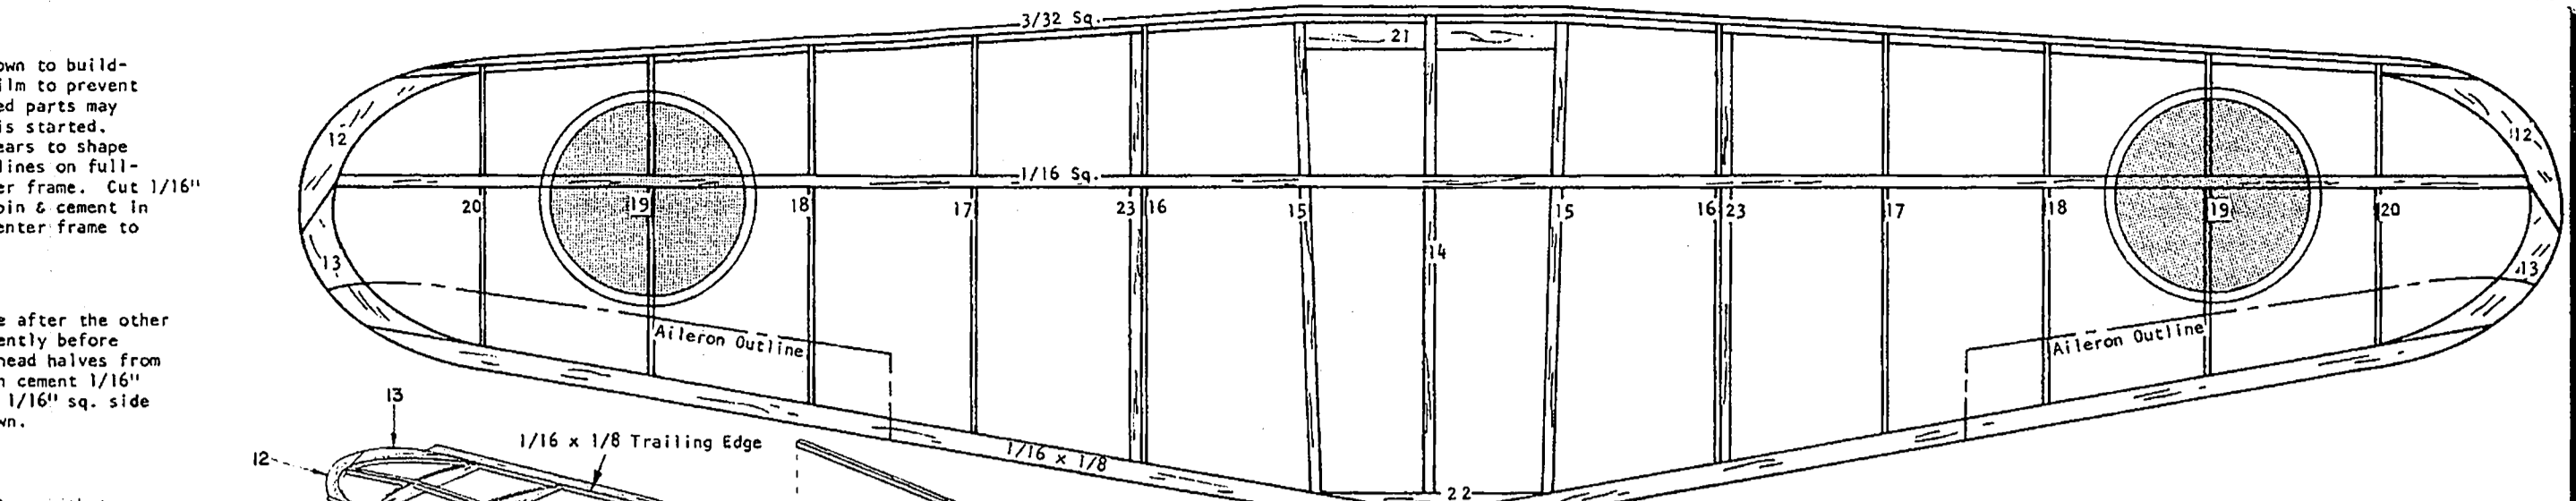 own to build-
ilm to prevent
ed parts may
is started.
ears to shape
lines on full-
er frame. Cut 1/16"
pin & cement in
enter frame to
e after the other
ently before
head halves from
n cement 1/16"
1/16" sq. side
wn.
3/32 Sq.
21
12
12
1/16 Sq.
20
19
18
17
23
16
15
15
16
23
17
18
19
20
14
13
13
Aileron Outline
Aileron Outline
1/16 x 1/8
22
13
12
1/16 x 1/8 Trailing Edge